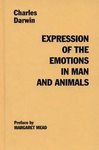 Charles
Darwin
EXPRESSION
OF THE
EMOTIONS
IN MAN
AND ANIMALS
Preface by
MARGARET MEAD